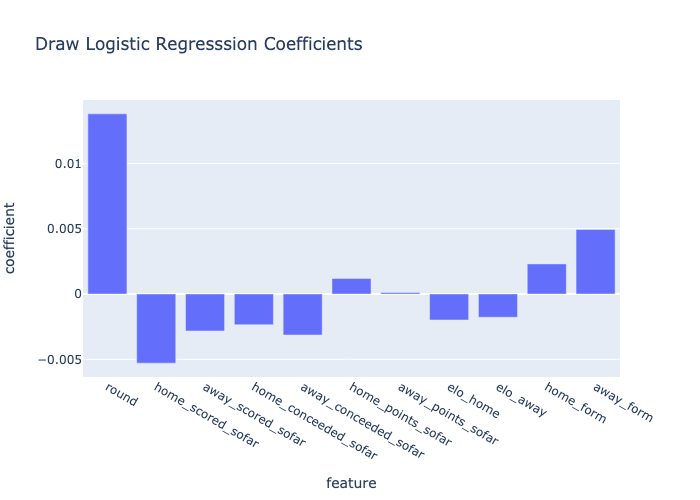 Draw Logistic Regresssion Coefficients
coefficient
0.01
0.005
0
−0.005
round
home_scored_sofar
away_scored_sofar
home_conceeded_sofar
away_conceeded_sofar
home_points_sofar
away_points_sofar
elo_home
elo_away
home_form
away_form
feature